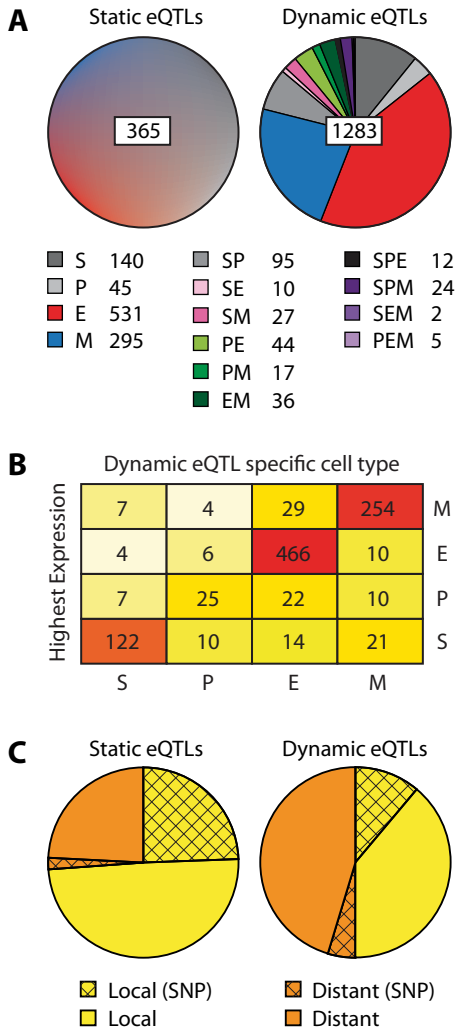 A
Static eQTLs
Dynamic eQTLs
365
1283
S 140
P 45
E 531
M 295
SP 95
SE 10
SM 27
PE 44
PM 17
EM 36
SPE 12
SPM 24
SEM 2
PEM 5
B
Dynamic eQTL specific cell type
Highest Expression
7 4 29 254 M
4 6 466 10 E
7 25 22 10 P
122 10 14 21 S
S P E M
C
Static eQTLs
Dynamic eQTLs
Local (SNP)
Local
Distant (SNP)
Distant